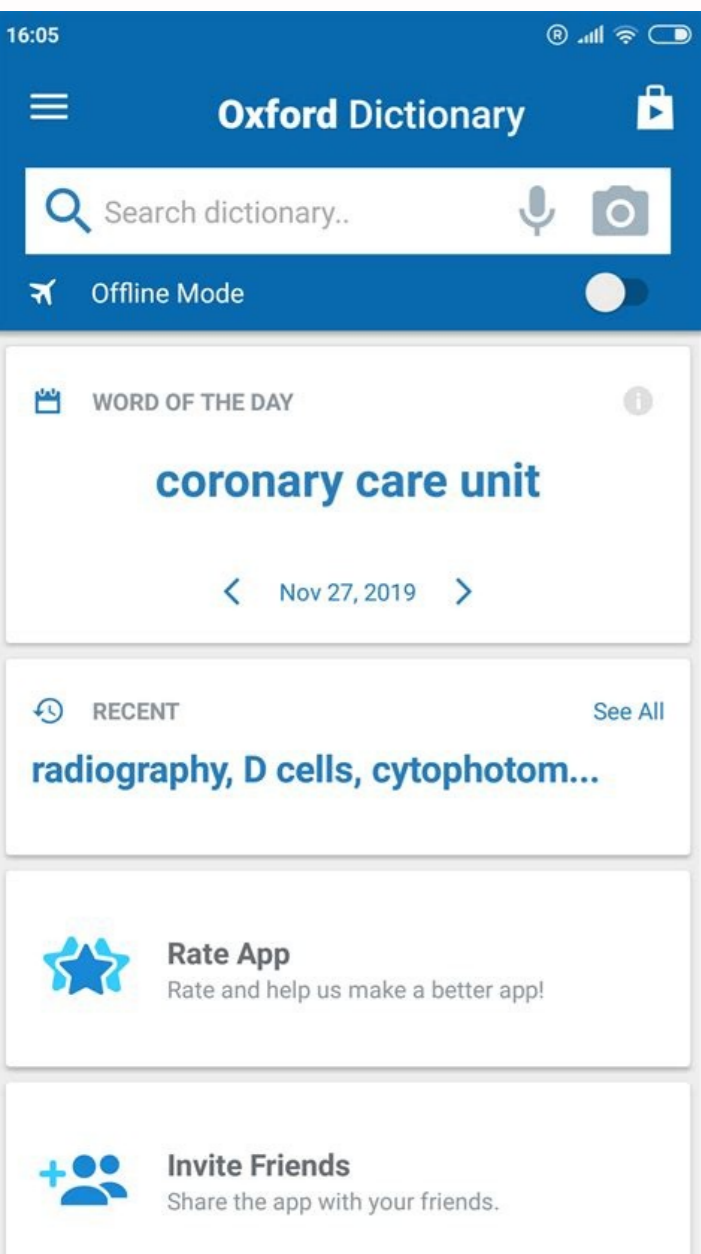 16:05
Oxford Dictionary
Search dictionary..
Offline Mode
WORD OF THE DAY
coronary care unit
Nov 27, 2019
RECENT
See All
radiography, D cells, cytophotom...
Rate App
Rate and help us make a better app!
Invite Friends
Share the app with your friends.